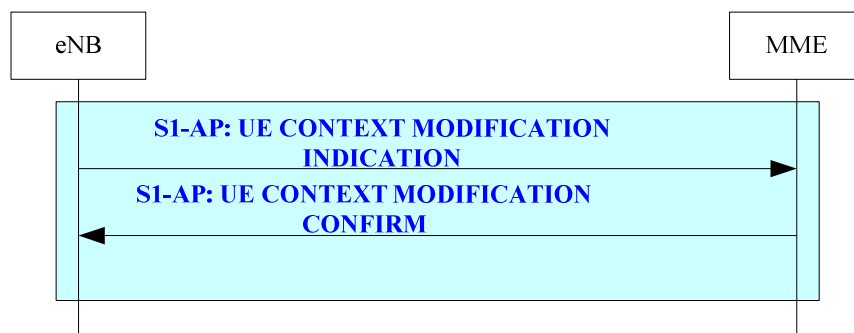 eNB
MME
S1-AP: UE CONTEXT MODIFICATION
INDICATION
S1-AP: UE CONTEXT MODIFICATION
CONFIRM